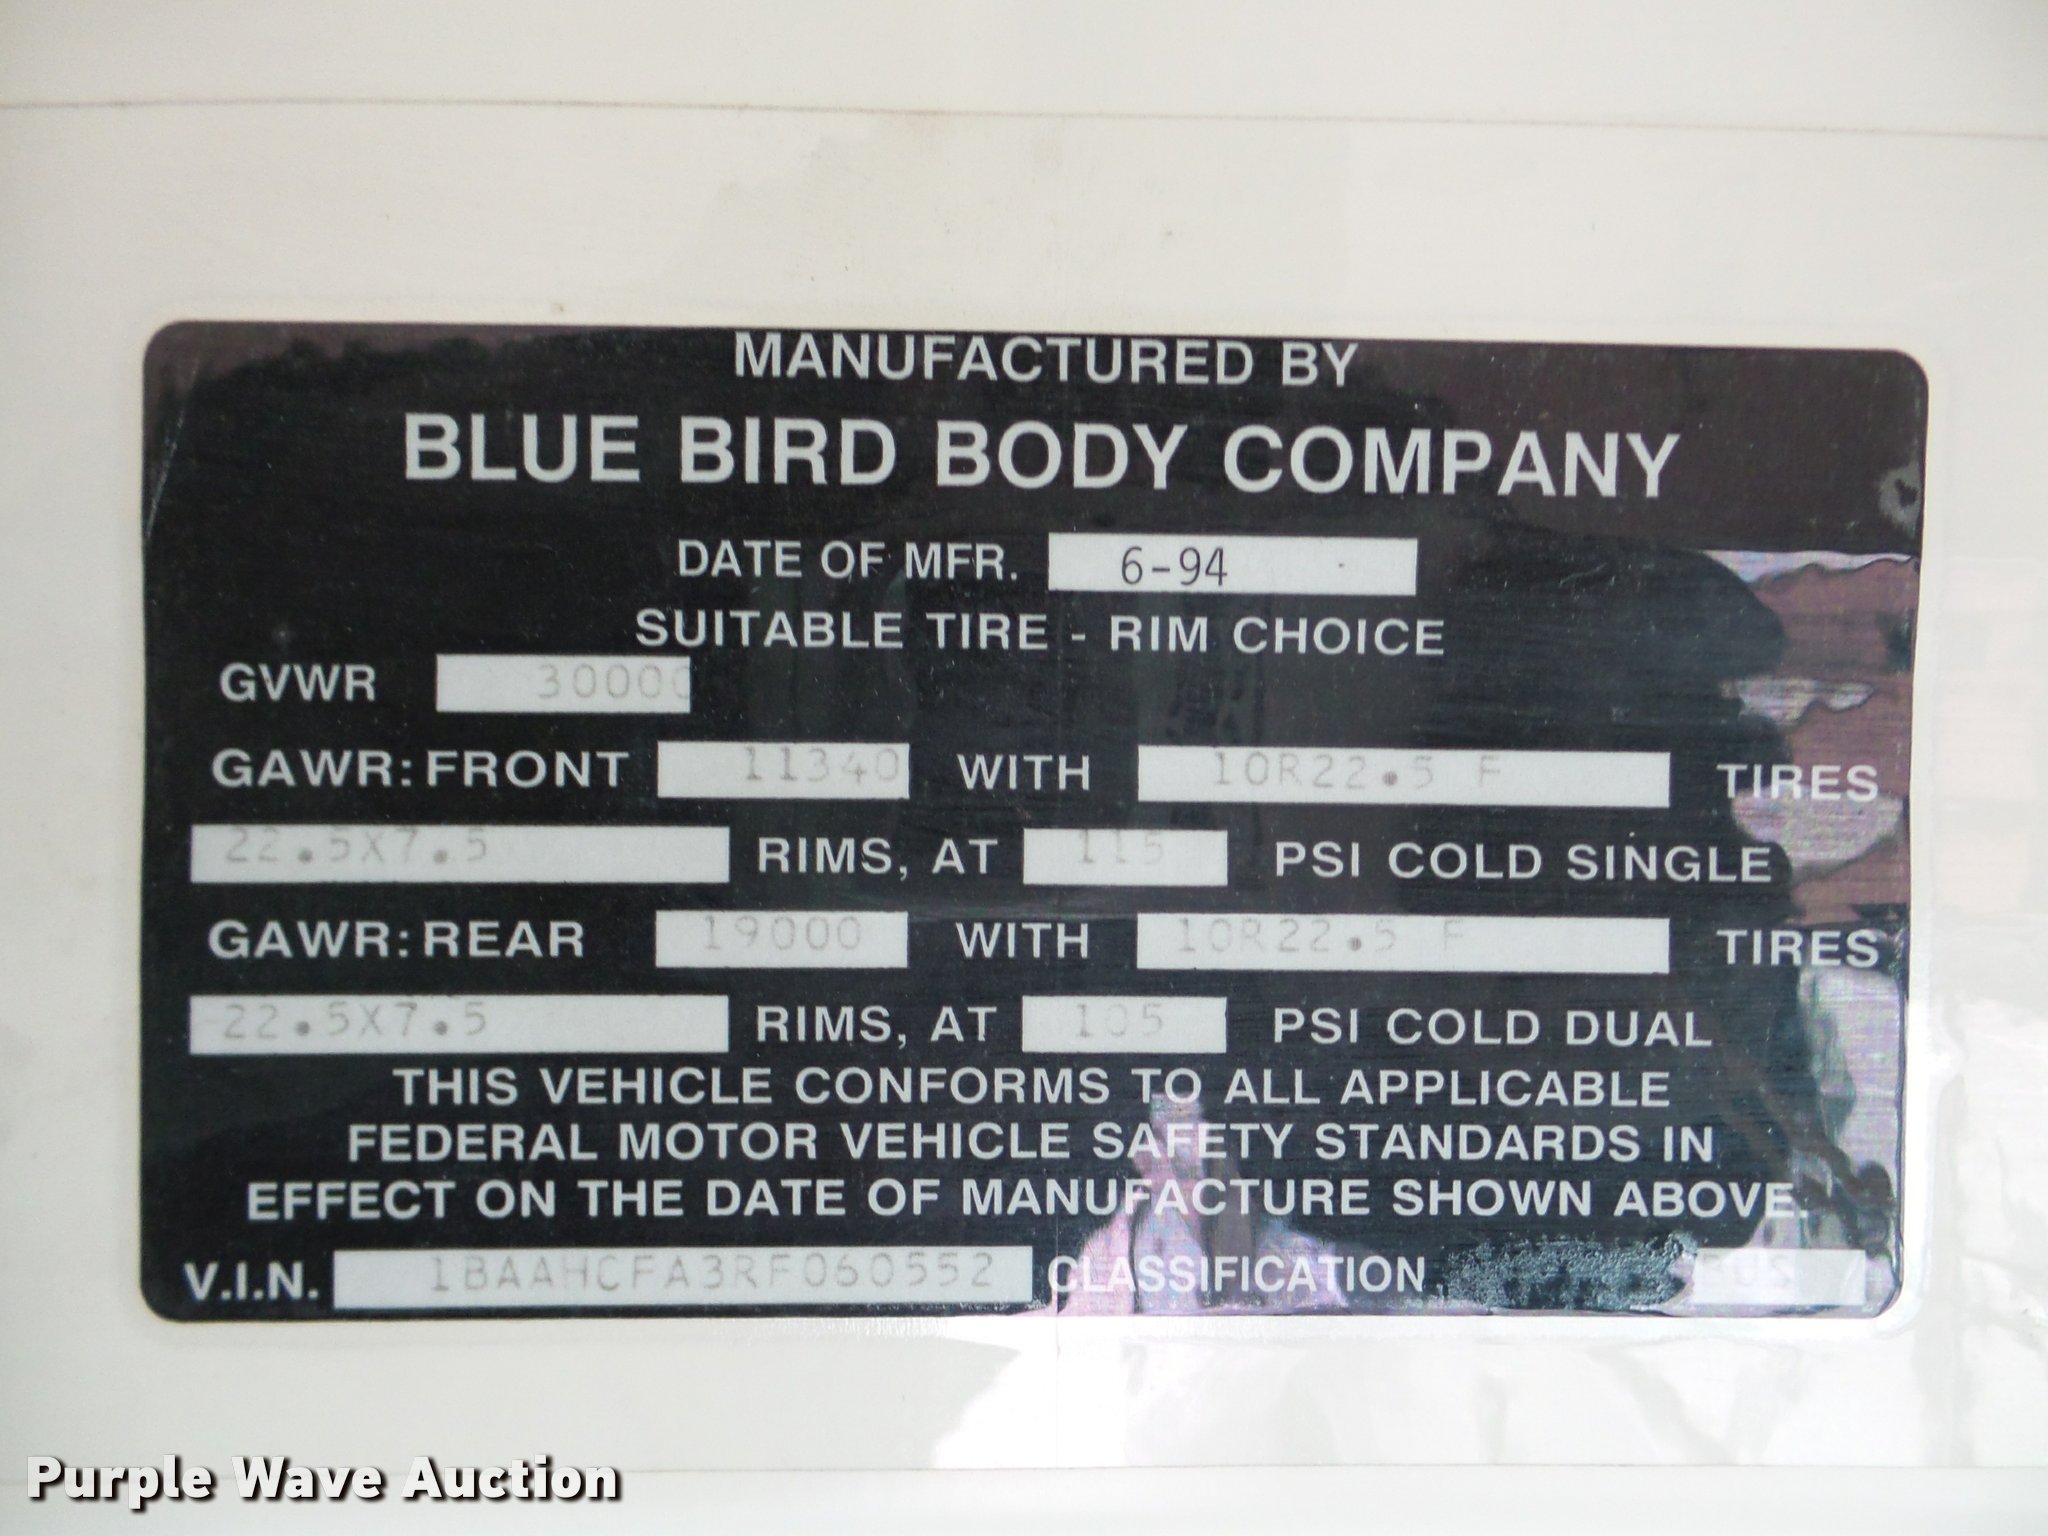 MANUFACTURED BY
BLUE BIRD BODY COMPANY
DATE OF MFR. 6-94
SUITABLE TIRE - RIM CHOICE
GVWR 30000
GAWR: FRONT 11340 WITH 10R22.5 F TIRES
22.5X7.5 RIMS, AT 115 PSI COLD SINGLE
GAWR: REAR 19000 WITH 10R22.5 F TIRES
22.5X7.5 RIMS, AT 105 PSI COLD DUAL
THIS VEHICLE CONFORMS TO ALL APPLICABLE
FEDERAL MOTOR VEHICLE SAFETY STANDARDS IN
EFFECT ON THE DATE OF MANUFACTURE SHOWN ABOVE.
V.I.N. 1BAAHCFA3RF060552 CLASSIFICATION BUS
Purple Wave Auction